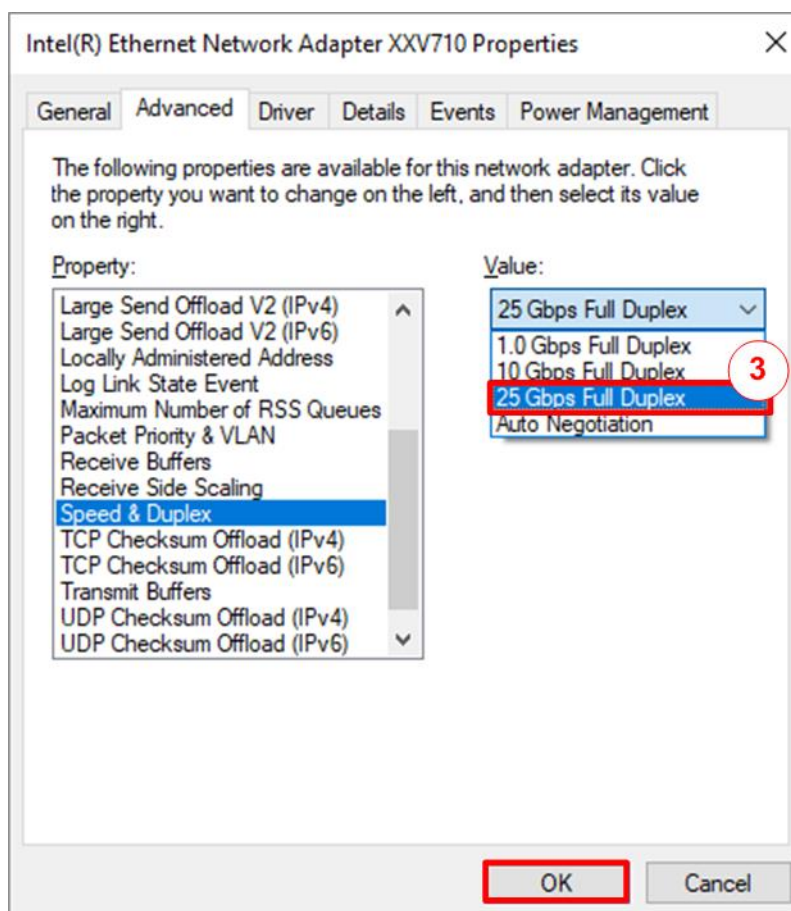 Intel(R) Ethernet Network Adapter XXV710 Properties
General Advanced Driver Details Events Power Management
The following properties are available for this network adapter. Click
the property you want to change on the left, and then select its value
on the right.
Property:
Large Send Offload V2 (IPv4)
Large Send Offload V2 (IPv6)
Locally Administered Address
Log Link State Event
Maximum Number of RSS Queues
Packet Priority & VLAN
Receive Buffers
Receive Side Scaling
Speed & Duplex
TCP Checksum Offload (IPv4)
TCP Checksum Offload (IPv6)
Transmit Buffers
UDP Checksum Offload (IPv4)
UDP Checksum Offload (IPv6)
Value:
25 Gbps Full Duplex
1.0 Gbps Full Duplex
10 Gbps Full Duplex
25 Gbps Full Duplex
Auto Negotiation
3
OK Cancel